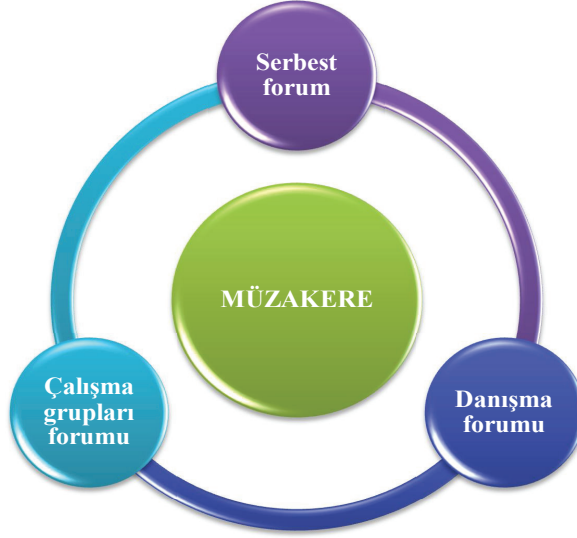 Serbest
forum
MÜZAKERE
Çalışma
grupları
forumu
Danışma
forumu